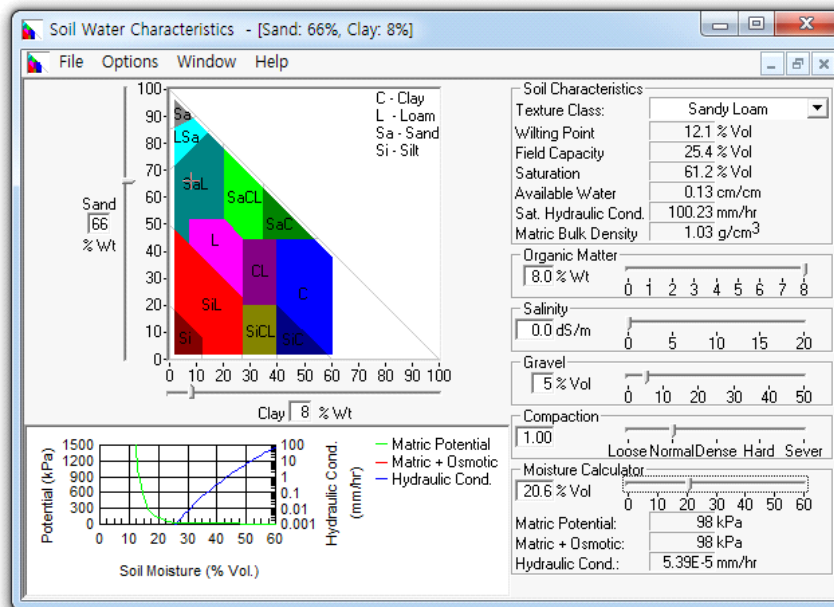 Soil Water Characteristics - [Sand: 66%, Clay: 8%]
File Options Window Help
C - Clay
L - Loam
Sa - Sand
Si - Silt
100
90
80
70
60
50
40
30
20
10
0
Sa
LSa
SaL
SaCL
SaC
L
CL
C
SiL
SiCL
SiC
Si
Sand
66
% Wt
0 10 20 30 40 50 60 70 80 90 100
Clay 8 % Wt
Soil Characteristics
Texture Class: Sandy Loam
Wilting Point 12.1 % Vol
Field Capacity 25.4 % Vol
Saturation 61.2 % Vol
Available Water 0.13 cm/cm
Sat. Hydraulic Cond. 100.23 mm/hr
Matric Bulk Density 1.03 g/cm3
Organic Matter
8.0 % Wt
0 1 2 3 4 5 6 7 8
Salinity
0.0 dS/m
0 5 10 15 20
Gravel
5 % Vol
0 10 20 30 40 50
Compaction
1.00
Loose Normal Dense Hard Sever
Moisture Calculator
20.6 % Vol
0 10 20 30 40 50 60
Matric Potential: 98 kPa
Matric + Osmotic: 98 kPa
Hydraulic Cond.: 5.39E-5 mm/hr
Potential (kPa)
1500
1200
900
600
300
0
0 10 20 30 40 50 60
Soil Moisture (% Vol.)
100
10
1
0.1
0.01
0.001
Hydraulic Cond.
(mm/hr)
Matric Potential
Matric + Osmotic
Hydraulic Cond.